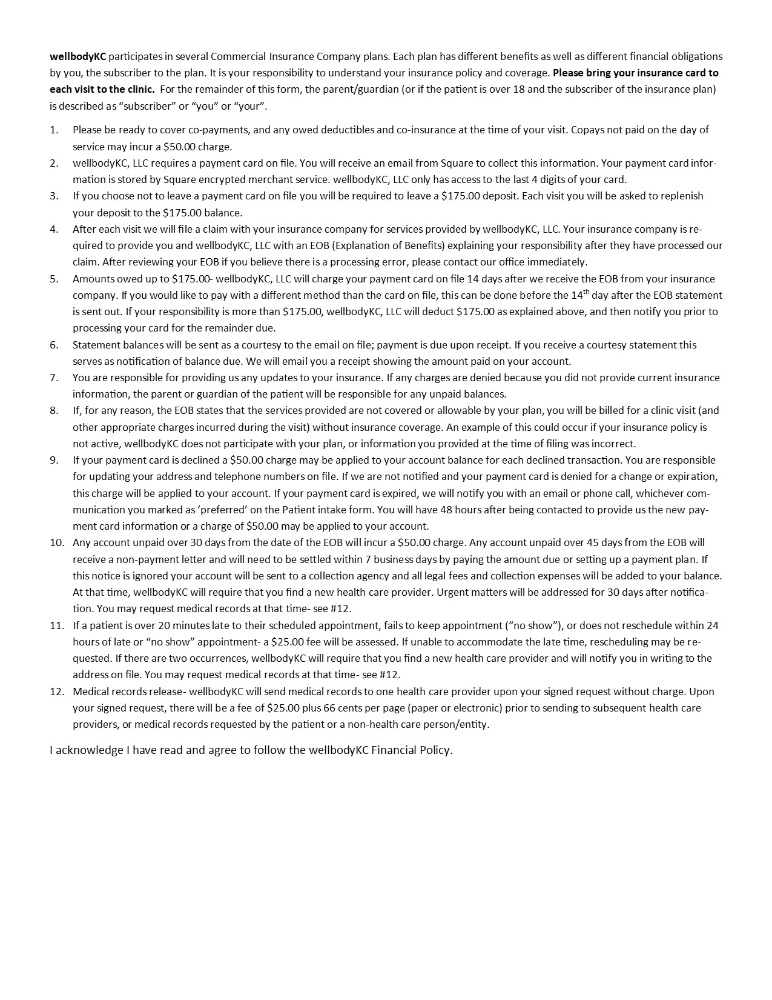 wellbodyKC participates in several Commercial Insurance Company plans. Each plan has different benefits as well as different financial obligations
by you, the subscriber to the plan. It is your responsibility to understand your insurance policy and coverage. Please bring your insurance card to
each visit to the clinic.  For the remainder of this form, the parent/guardian (or if the patient is over 18 and the subscriber of the insurance plan)
is described as “subscriber” or “you” or “your”.
1. Please be ready to cover co-payments, and any owed deductibles and co-insurance at the time of your visit. Copays not paid on the day of
service may incur a $50.00 charge.
2. wellbodyKC, LLC requires a payment card on file. You will receive an email from Square to collect this information. Your payment card infor-
mation is stored by Square encrypted merchant service. wellbodyKC, LLC only has access to the last 4 digits of your card.
3. If you choose not to leave a payment card on file you will be required to leave a $175.00 deposit. Each visit you will be asked to replenish
your deposit to the $175.00 balance.
4. After each visit we will file a claim with your insurance company for services provided by wellbodyKC, LLC. Your insurance company is re-
quired to provide you and wellbodyKC, LLC with an EOB (Explanation of Benefits) explaining your responsibility after they have processed our
claim. After reviewing your EOB if you believe there is a processing error, please contact our office immediately.
5. Amounts owed up to $175.00- wellbodyKC, LLC will charge your payment card on file 14 days after we receive the EOB from your insurance
company. If you would like to pay with a different method than the card on file, this can be done before the 14th day after the EOB statement
is sent out. If your responsibility is more than $175.00, wellbodyKC, LLC will deduct $175.00 as explained above, and then notify you prior to
processing your card for the remainder due.
6. Statement balances will be sent as a courtesy to the email on file; payment is due upon receipt. If you receive a courtesy statement this
serves as notification of balance due. We will email you a receipt showing the amount paid on your account.
7. You are responsible for providing us any updates to your insurance. If any charges are denied because you did not provide current insurance
information, the parent or guardian of the patient will be responsible for any unpaid balances.
8. If, for any reason, the EOB states that the services provided are not covered or allowable by your plan, you will be billed for a clinic visit (and
other appropriate charges incurred during the visit) without insurance coverage. An example of this could occur if your insurance policy is
not active, wellbodyKC does not participate with your plan, or information you provided at the time of filing was incorrect.
9. If your payment card is declined a $50.00 charge may be applied to your account balance for each declined transaction. You are responsible
for updating your address and telephone numbers on file. If we are not notified and your payment card is denied for a change or expiration,
this charge will be applied to your account. If your payment card is expired, we will notify you with an email or phone call, whichever com-
munication you marked as ‘preferred’ on the Patient intake form. You will have 48 hours after being contacted to provide us the new pay-
ment card information or a charge of $50.00 may be applied to your account.
10. Any account unpaid over 30 days from the date of the EOB will incur a $50.00 charge. Any account unpaid over 45 days from the EOB will
receive a non-payment letter and will need to be settled within 7 business days by paying the amount due or setting up a payment plan. If
this notice is ignored your account will be sent to a collection agency and all legal fees and collection expenses will be added to your balance.
At that time, wellbodyKC will require that you find a new health care provider. Urgent matters will be addressed for 30 days after notifica-
tion. You may request medical records at that time- see #12.
11. If a patient is over 20 minutes late to their scheduled appointment, fails to keep appointment (“no show”), or does not reschedule within 24
hours of late or “no show” appointment- a $25.00 fee will be assessed. If unable to accommodate the late time, rescheduling may be re-
quested. If there are two occurrences, wellbodyKC will require that you find a new health care provider and will notify you in writing to the
address on file. You may request medical records at that time- see #12.
12. Medical records release- wellbodyKC will send medical records to one health care provider upon your signed request without charge. Upon
your signed request, there will be a fee of $25.00 plus 66 cents per page (paper or electronic) prior to sending to subsequent health care
providers, or medical records requested by the patient or a non-health care person/entity.
I acknowledge I have read and agree to follow the wellbodyKC Financial Policy.